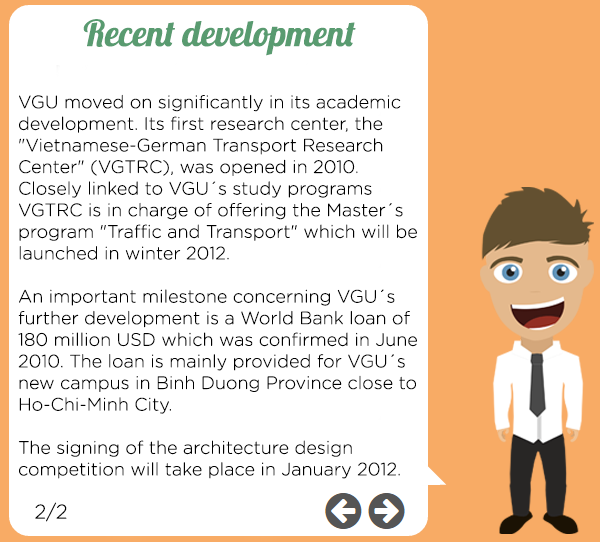 Recent development
VGU moved on significantly in its academic
development. Its first research center, the
"Vietnamese-German Transport Research
Center" (VGTRC), was opened in 2010.
Closely linked to VGU´s study programs
VGTRC is in charge of offering the Master´s
program "Traffic and Transport" which will be
launched in winter 2012.
An important milestone concerning VGU´s
further development is a World Bank loan of
180 million USD which was confirmed in June
2010. The loan is mainly provided for VGU´s
new campus in Binh Duong Province close to
Ho-Chi-Minh City.
The signing of the architecture design
competition will take place in January 2012.
2/2